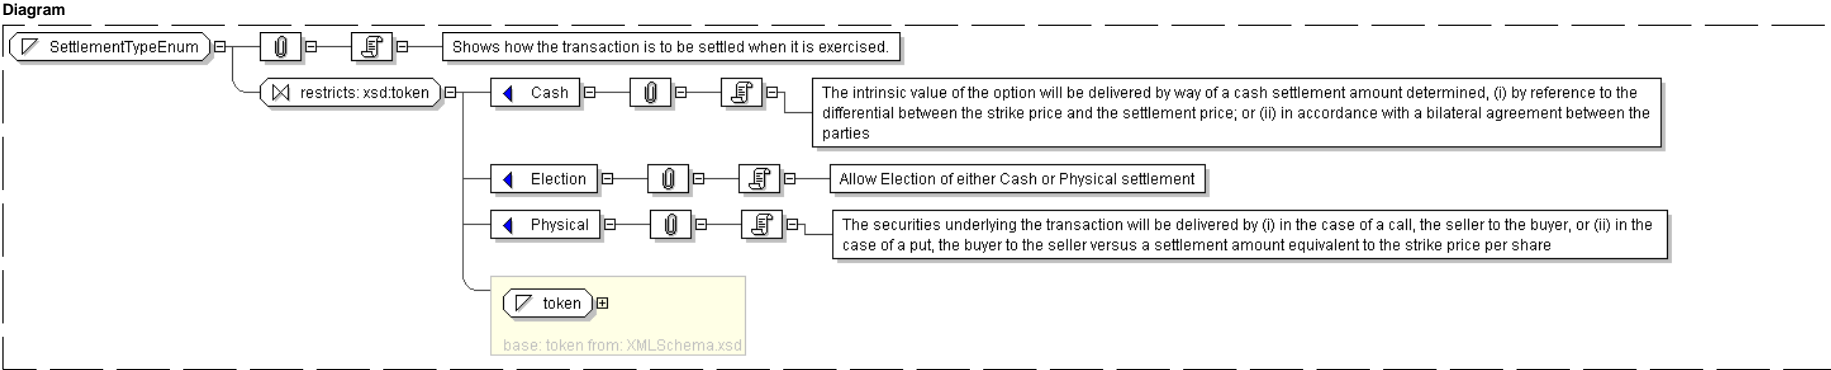 Diagram
SettlementTypeEnum
Shows how the transaction is to be settled when it is exercised.
restricts: xsd:token
Cash
The intrinsic value of the option will be delivered by way of a cash settlement amount determined, (i) by reference to the
differential between the strike price and the settlement price; or (ii) in accordance with a bilateral agreement between the
parties
Election
Allow Election of either Cash or Physical settlement
Physical
The securities underlying the transaction will be delivered by (i) in the case of a call, the seller to the buyer, or (ii) in the
case of a put, the buyer to the seller versus a settlement amount equivalent to the strike price per share
token
base: token from: XMLSchema.xsd